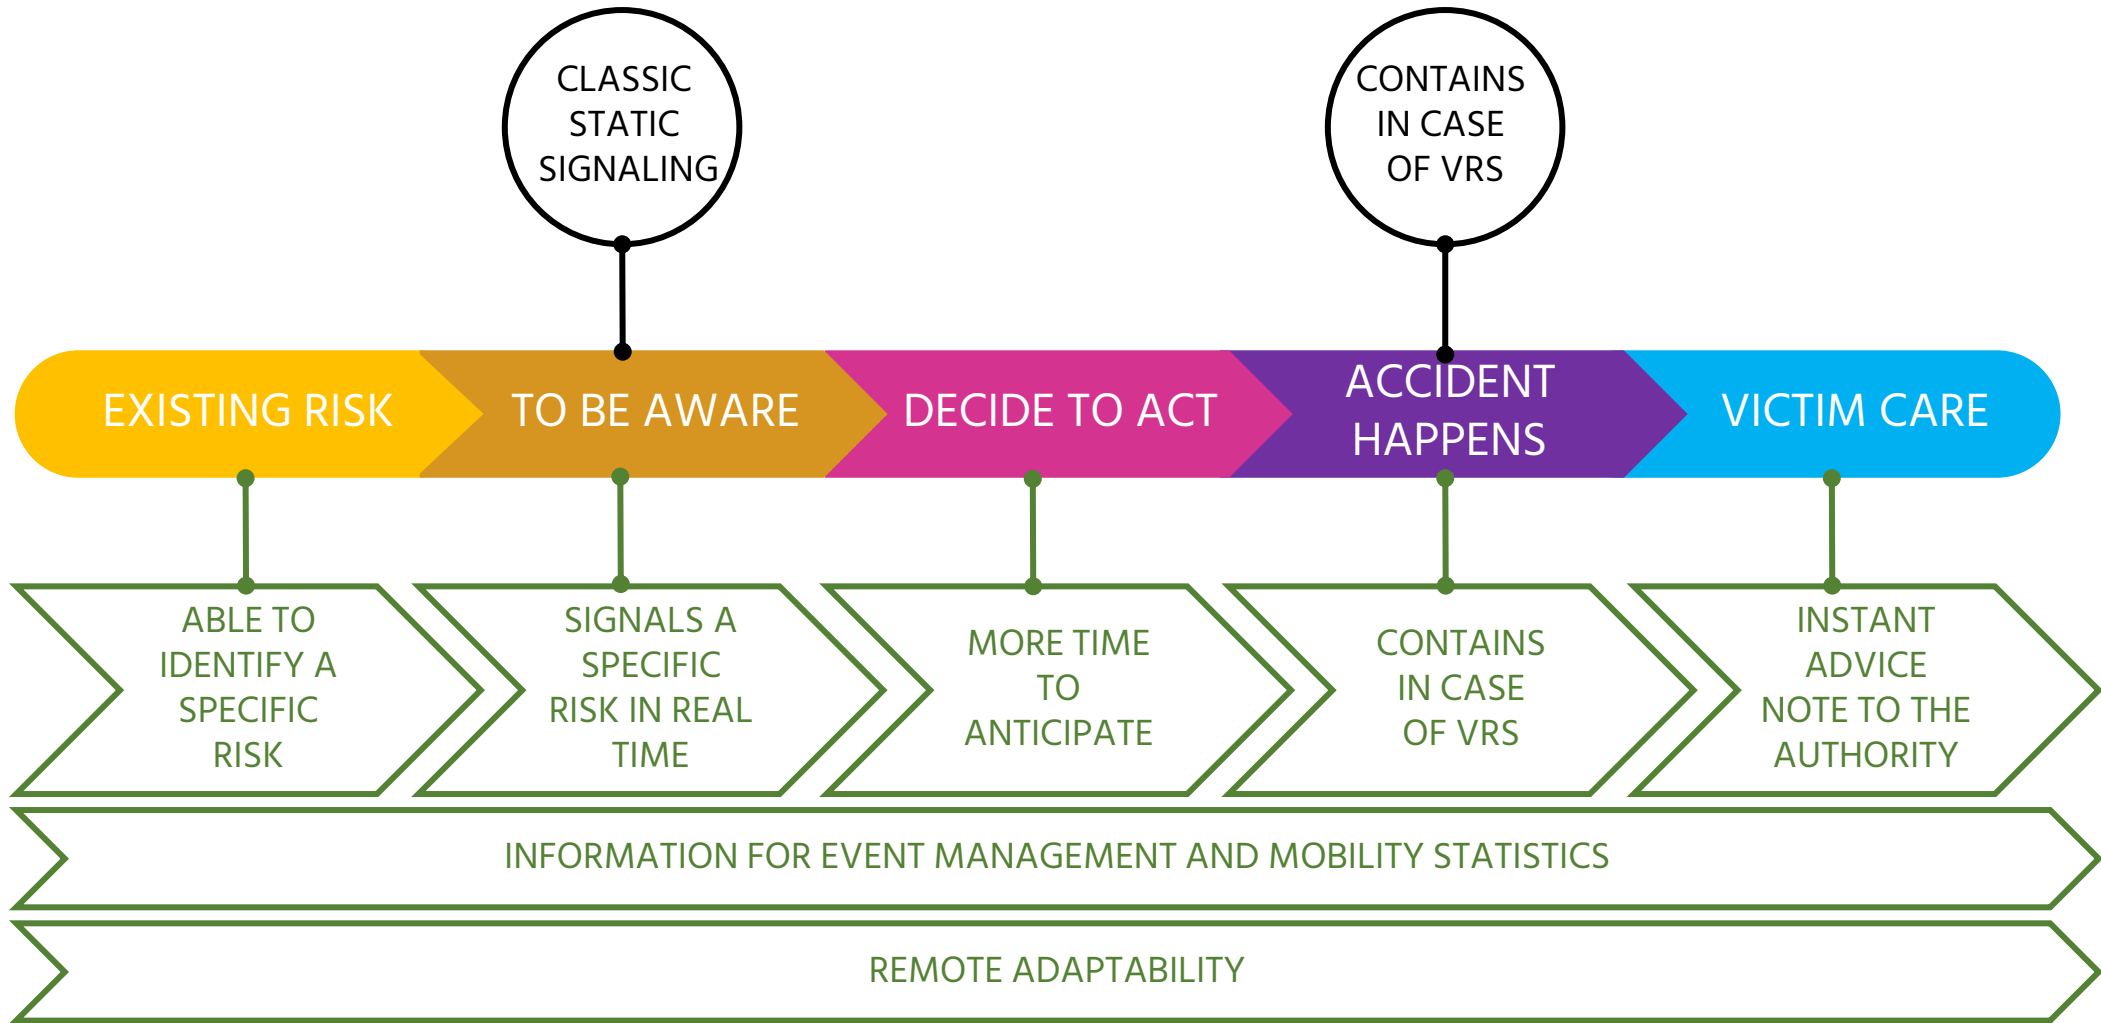 CLASSIC
STATIC
SIGNALING
CONTAINS
IN CASE
OF VRS
EXISTING RISK
TO BE AWARE
DECIDE TO ACT
ACCIDENT
HAPPENS
VICTIM CARE
ABLE TO
IDENTIFY A
SPECIFIC
RISK
SIGNALS A
SPECIFIC
RISK IN REAL
TIME
MORE TIME
TO
ANTICIPATE
CONTAINS
IN CASE
OF VRS
INSTANT
ADVICE
NOTE TO THE
AUTHORITY
INFORMATION FOR EVENT MANAGEMENT AND MOBILITY STATISTICS
REMOTE ADAPTABILITY